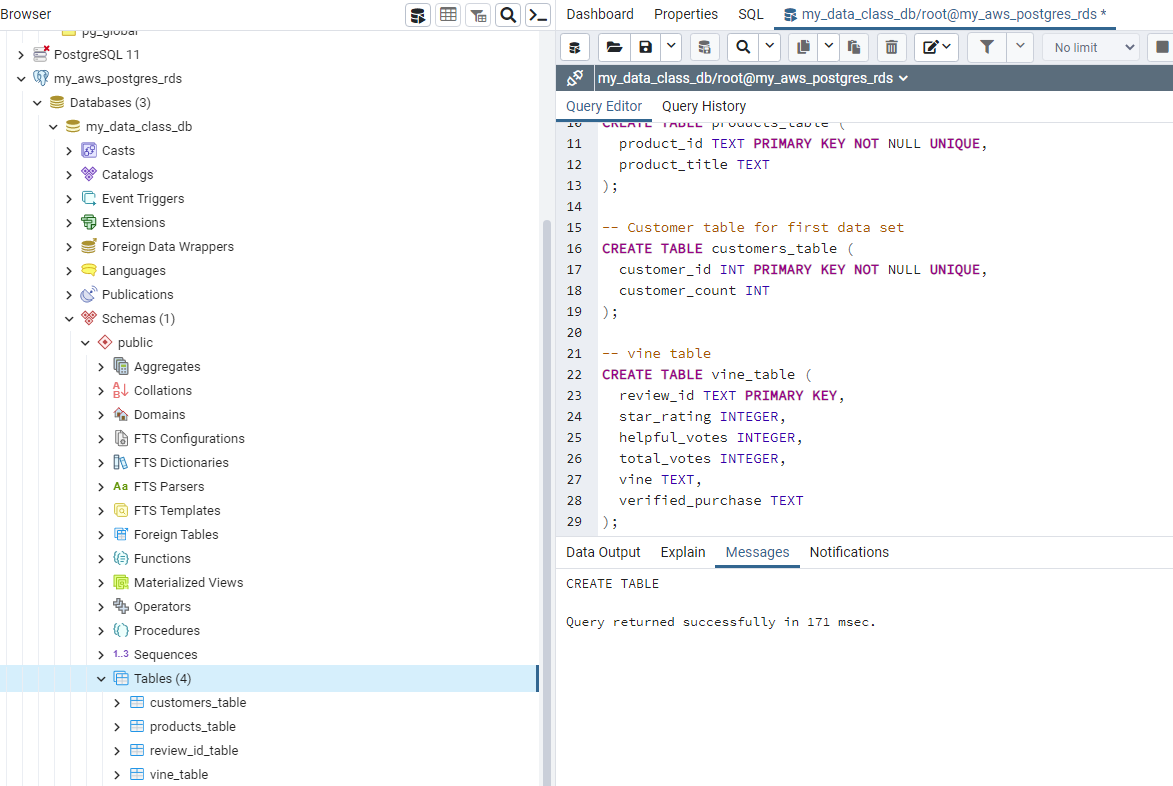 Browser
pg_global
PostgreSQL 11
my_aws_postgres_rds
Databases (3)
my_data_class_db
Casts
Catalogs
Event Triggers
Extensions
Foreign Data Wrappers
Languages
Publications
Schemas (1)
public
Aggregates
Collations
Domains
FTS Configurations
FTS Dictionaries
Aa FTS Parsers
FTS Templates
Foreign Tables
Functions
Materialized Views
Operators
Procedures
1..3 Sequences
Tables (4)
customers_table
products_table
review_id_table
vine_table
Dashboard Properties SQL my_data_class_db/root@my_aws_postgres_rds *
No limit
my_data_class_db/root@my_aws_postgres_rds
Query Editor Query History
10 CREATE TABLE products_table (
11 product_id TEXT PRIMARY KEY NOT NULL UNIQUE,
12 product_title TEXT
13 );
14
15 -- Customer table for first data set
16 CREATE TABLE customers_table (
17 customer_id INT PRIMARY KEY NOT NULL UNIQUE,
18 customer_count INT
19 );
20
21 -- vine table
22 CREATE TABLE vine_table (
23 review_id TEXT PRIMARY KEY,
24 star_rating INTEGER,
25 helpful_votes INTEGER,
26 total_votes INTEGER,
27 vine TEXT,
28 verified_purchase TEXT
29 );
Data Output Explain Messages Notifications
CREATE TABLE
Query returned successfully in 171 msec.